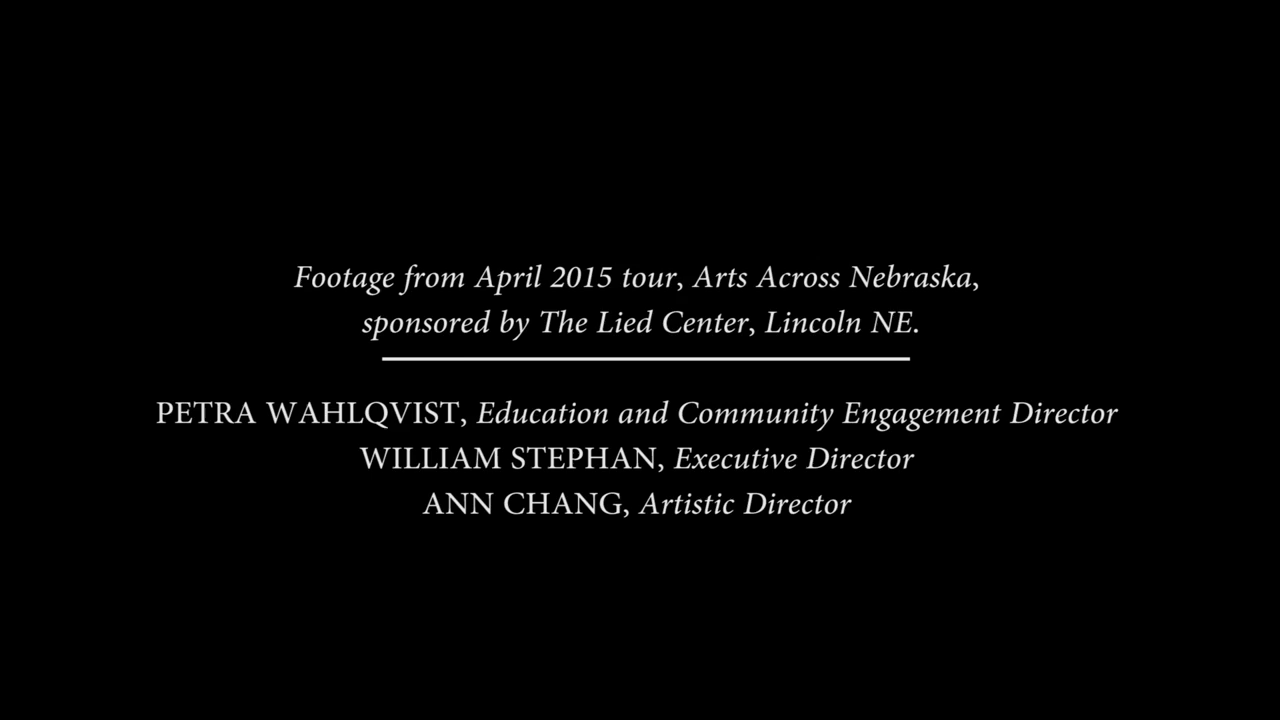 Footage from April 2015 tour, Arts Across Nebraska,
sponsored by The Lied Center, Lincoln NE.
PETRA WAHLQVIST, Education and Community Engagement Director
WILLIAM STEPHAN, Executive Director
ANN CHANG, Artistic Director